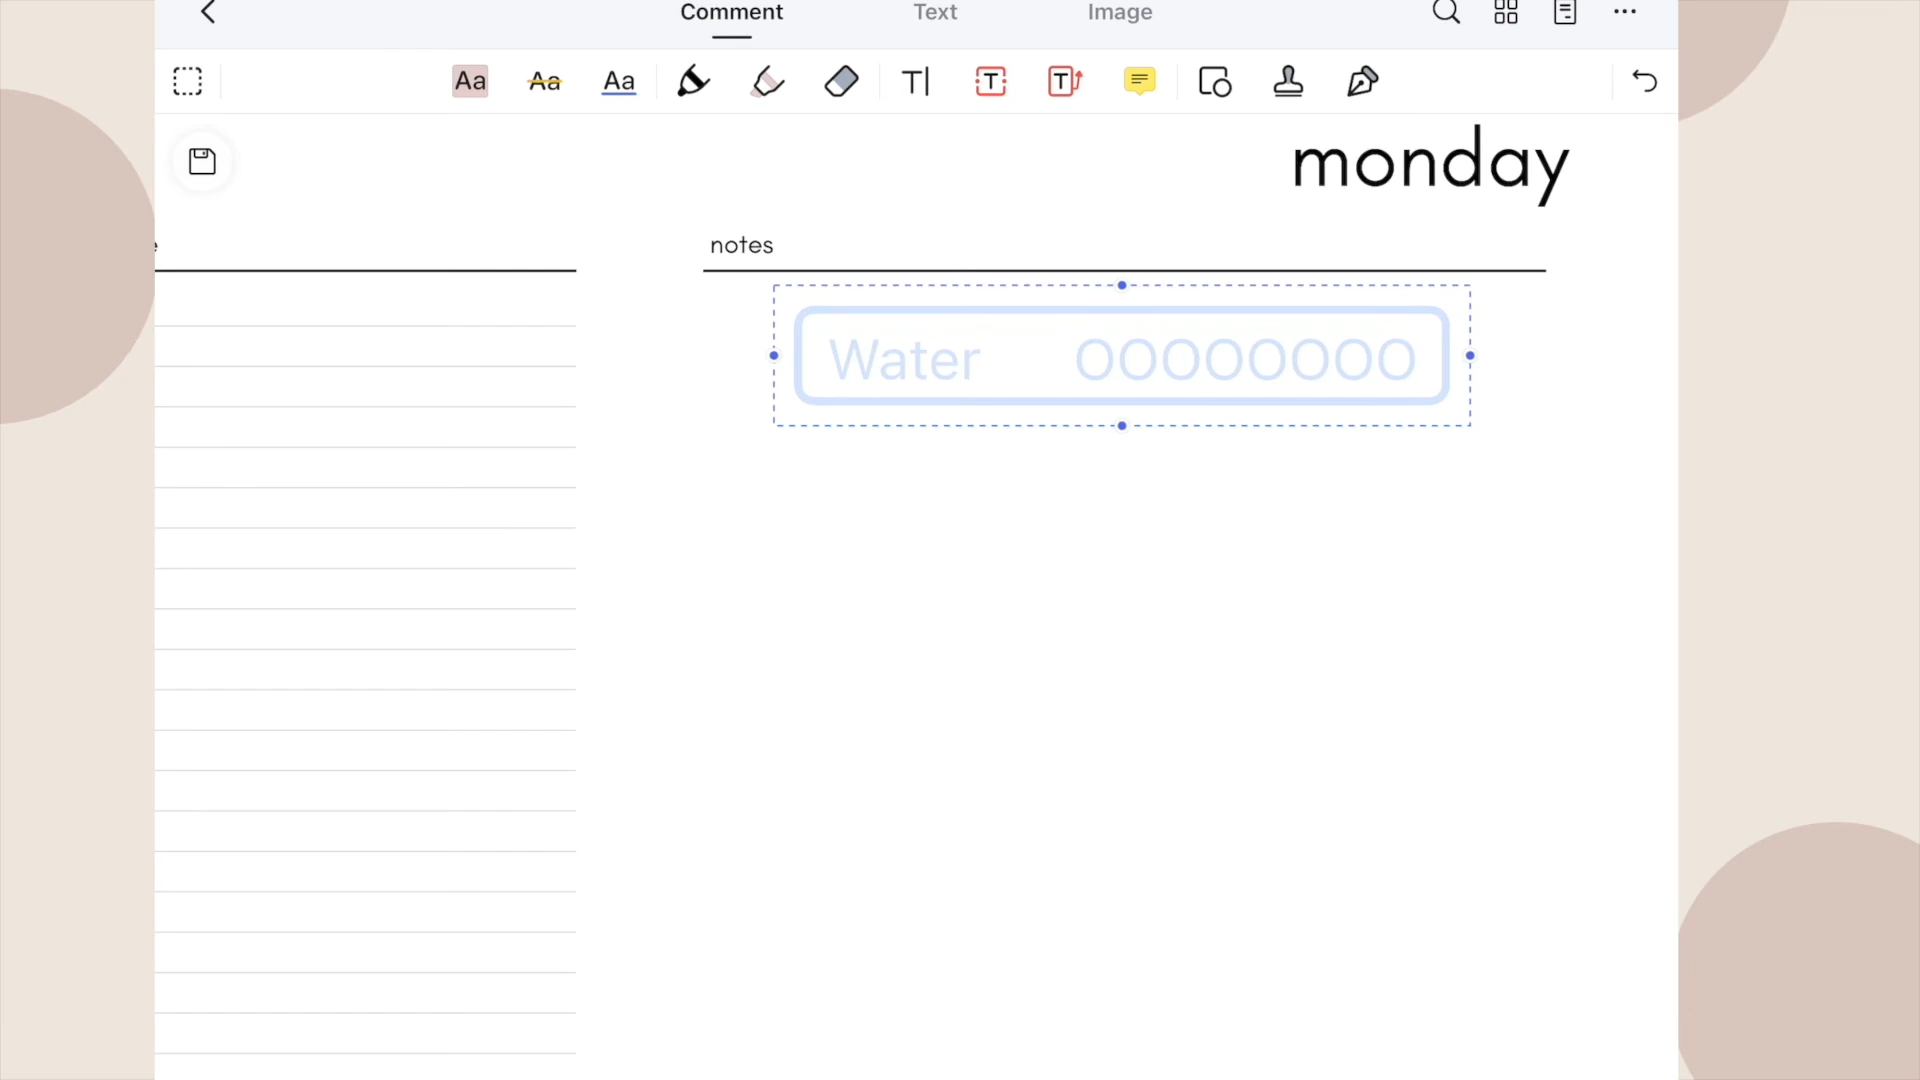 Comment Text Image
Aa Aa Aa T T T
monday
e
notes
Water OOOOOOOO